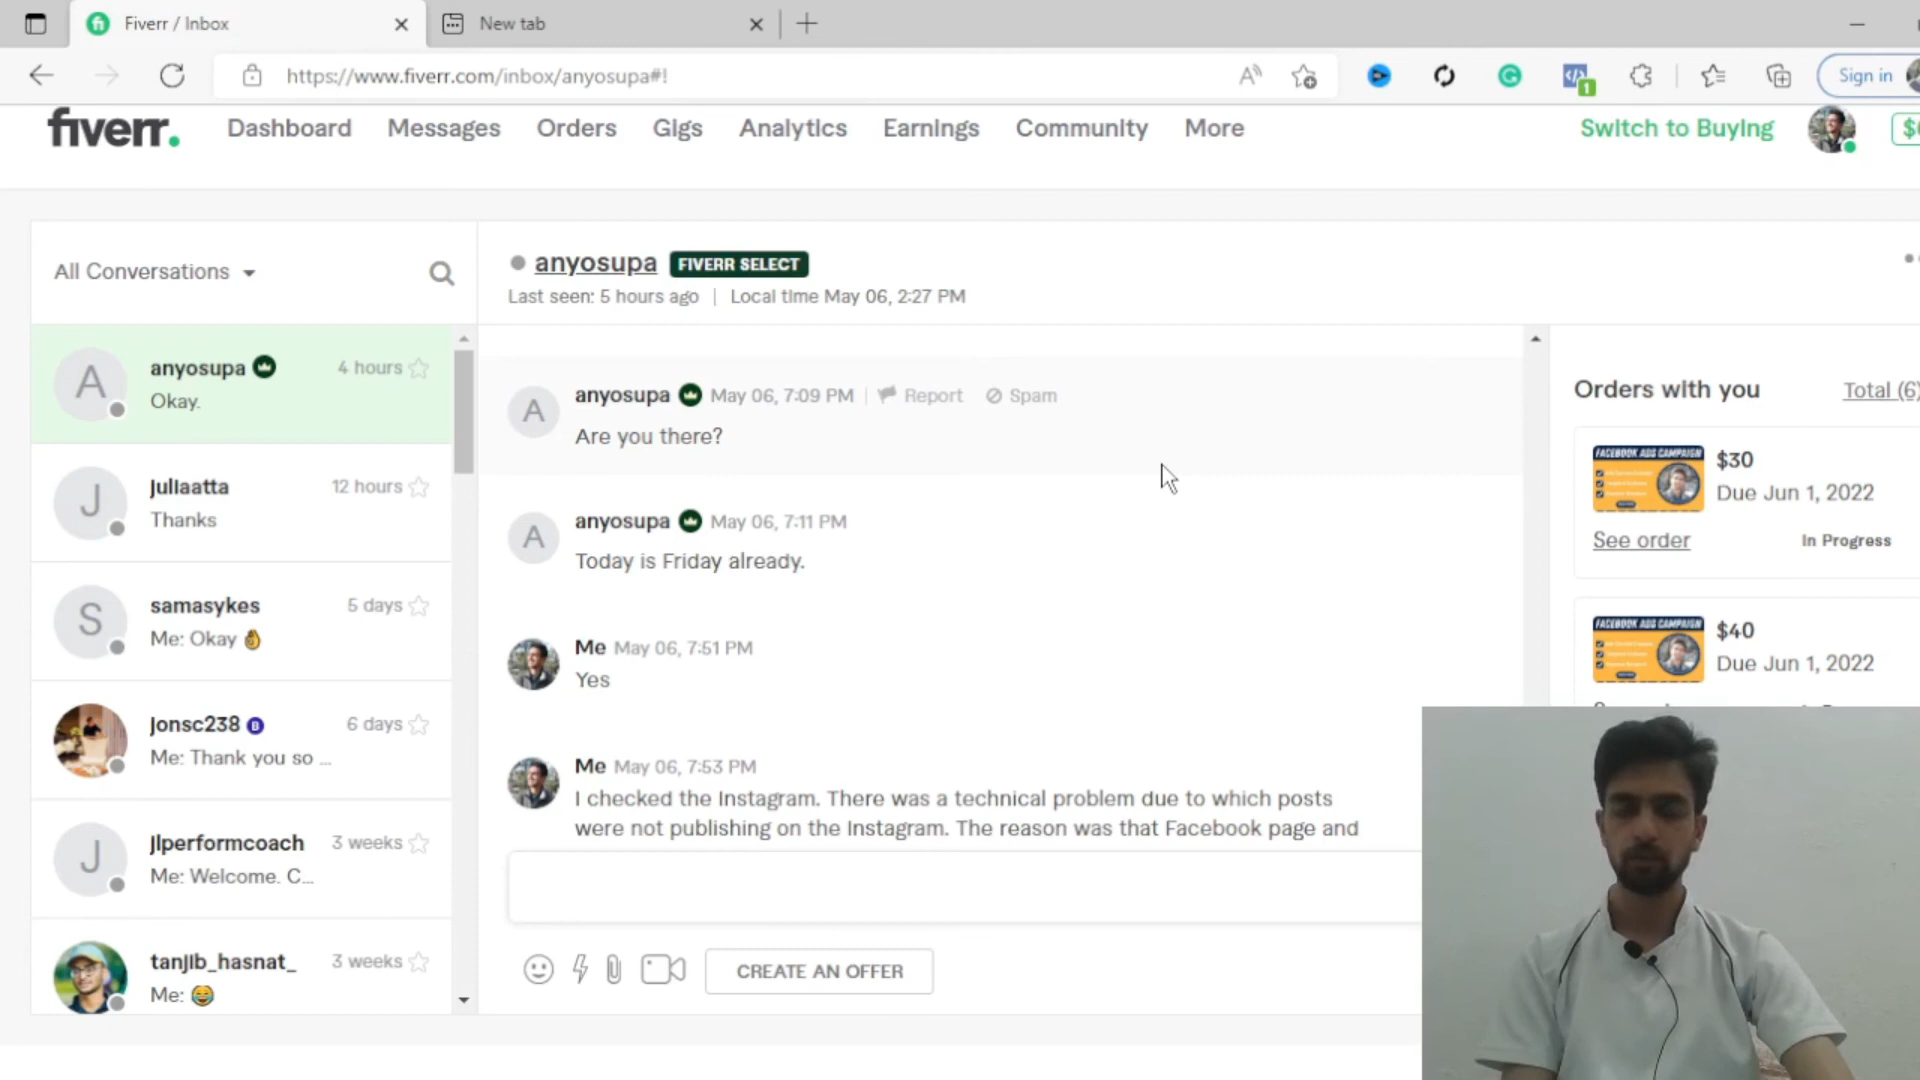 Fiverr / Inbox
New tab
https://www.fiverr.com/inbox/anyosupa#!
Sign in
fiverr.
Dashboard
Messages
Orders
Gigs
Analytics
Earnings
Community
More
Switch to Buying
All Conversations
anyosupa
4 hours
Okay.
juliaatta
12 hours
Thanks
samasykes
5 days
Me: Okay 👌
jonsc238
6 days
Me: Thank you so ...
jlperformcoach
3 weeks
Me: Welcome. C...
tanjib_hasnat_
3 weeks
Me: 😂
anyosupa FIVERR SELECT
Last seen: 5 hours ago | Local time May 06, 2:27 PM
anyosupa May 06, 7:09 PM | Report Spam
Are you there?
anyosupa May 06, 7:11 PM
Today is Friday already.
Me May 06, 7:51 PM
Yes
Me May 06, 7:53 PM
I checked the Instagram. There was a technical problem due to which posts
were not publishing on the Instagram. The reason was that Facebook page and
CREATE AN OFFER
Orders with you
Total (6)
FACEBOOK ADS CAMPAIGN
$30
Due Jun 1, 2022
See order
In Progress
FACEBOOK ADS CAMPAIGN
$40
Due Jun 1, 2022